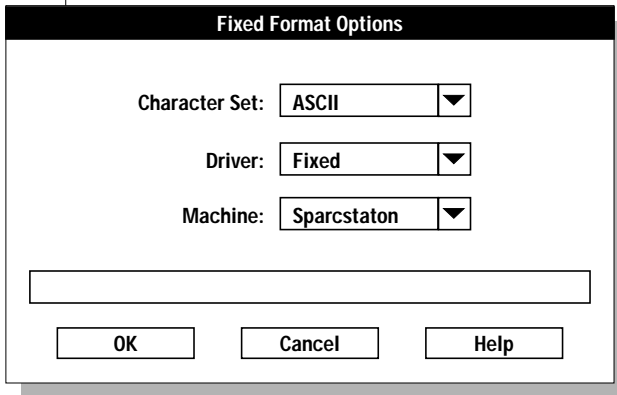 Fixed Format Options
Character Set: ASCII
Driver: Fixed
Machine: Sparcstaton
OK Cancel Help